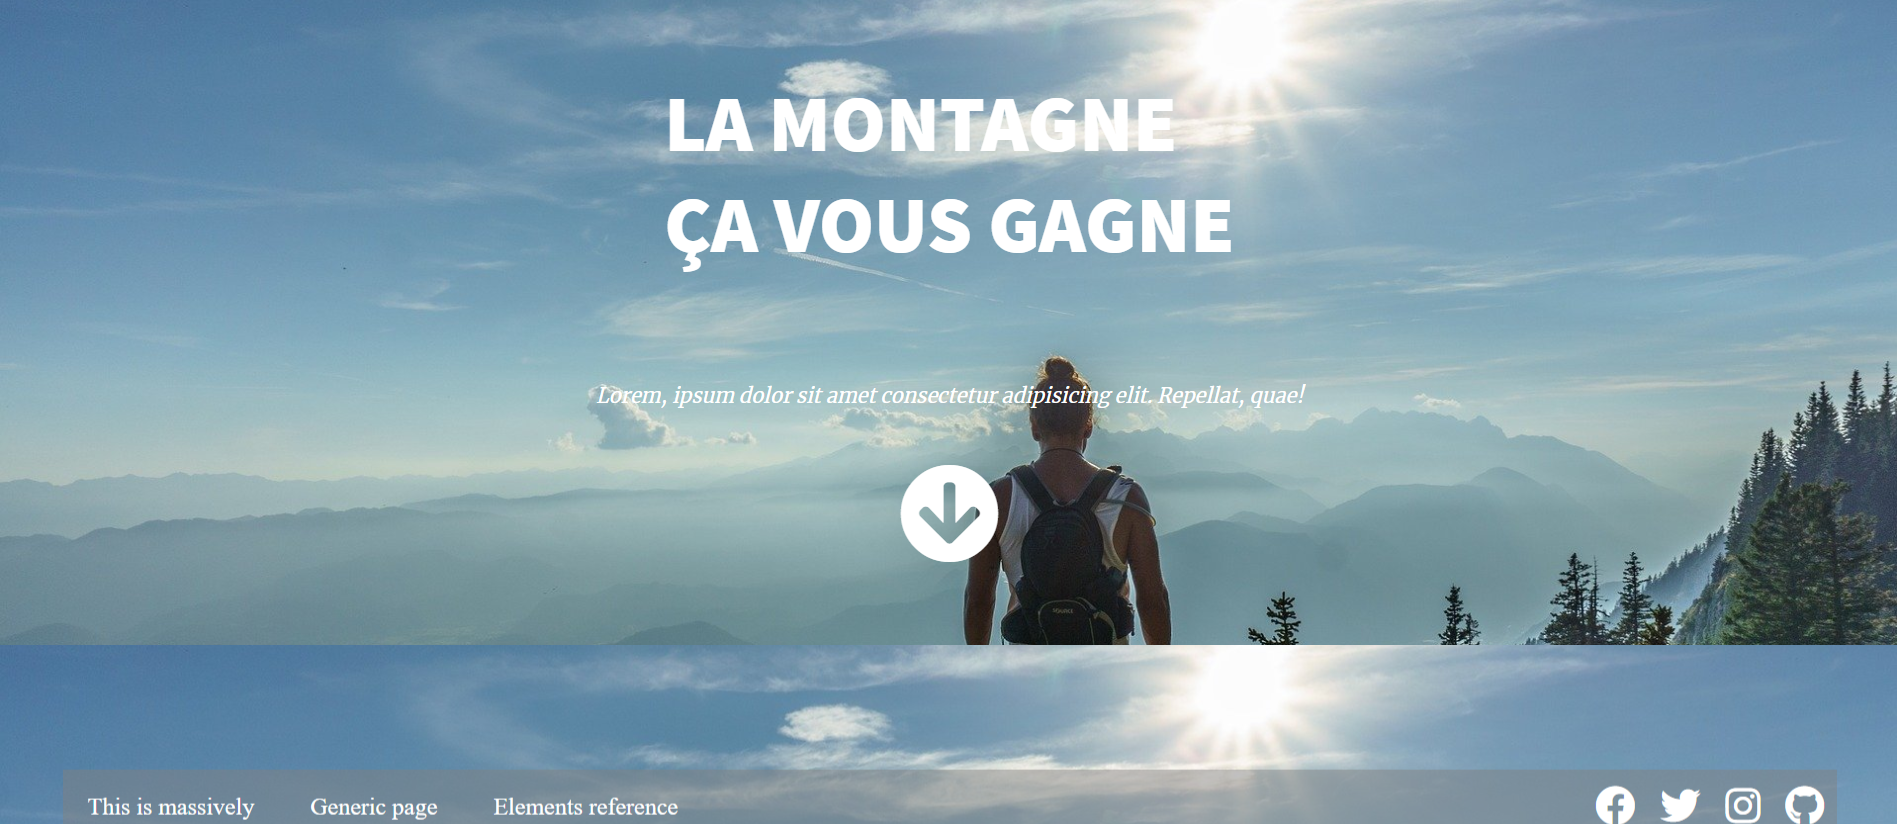 LA MONTAGNE
ÇA VOUS GAGNE
Lorem, ipsum dolor sit amet consectetur adipisicing elit. Repellat, quae!
This is massively Generic page Elements reference